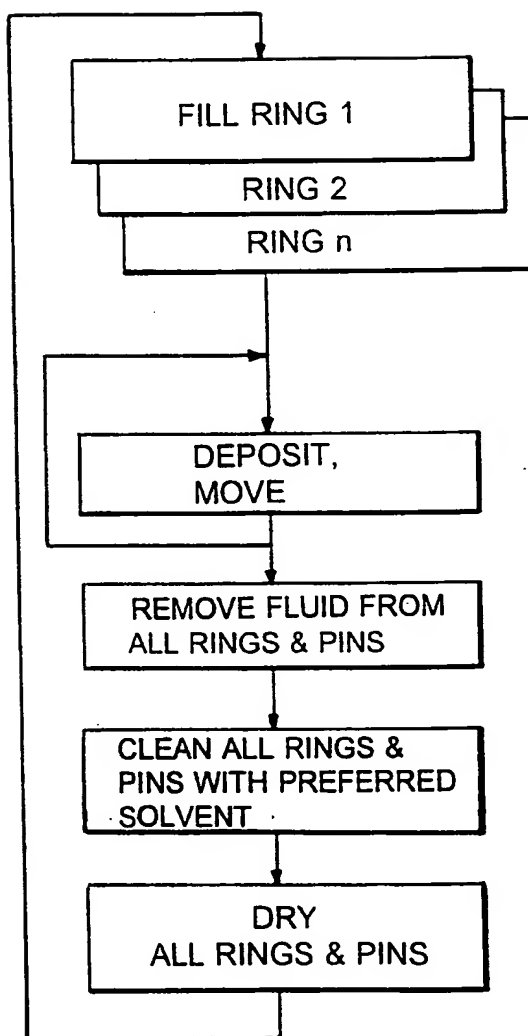 FILL RING 1
RING 2
RING n
DEPOSIT,
MOVE
REMOVE FLUID FROM
ALL RINGS & PINS
CLEAN ALL RINGS &
PINS WITH PREFERRED
SOLVENT
DRY
ALL RINGS & PINS